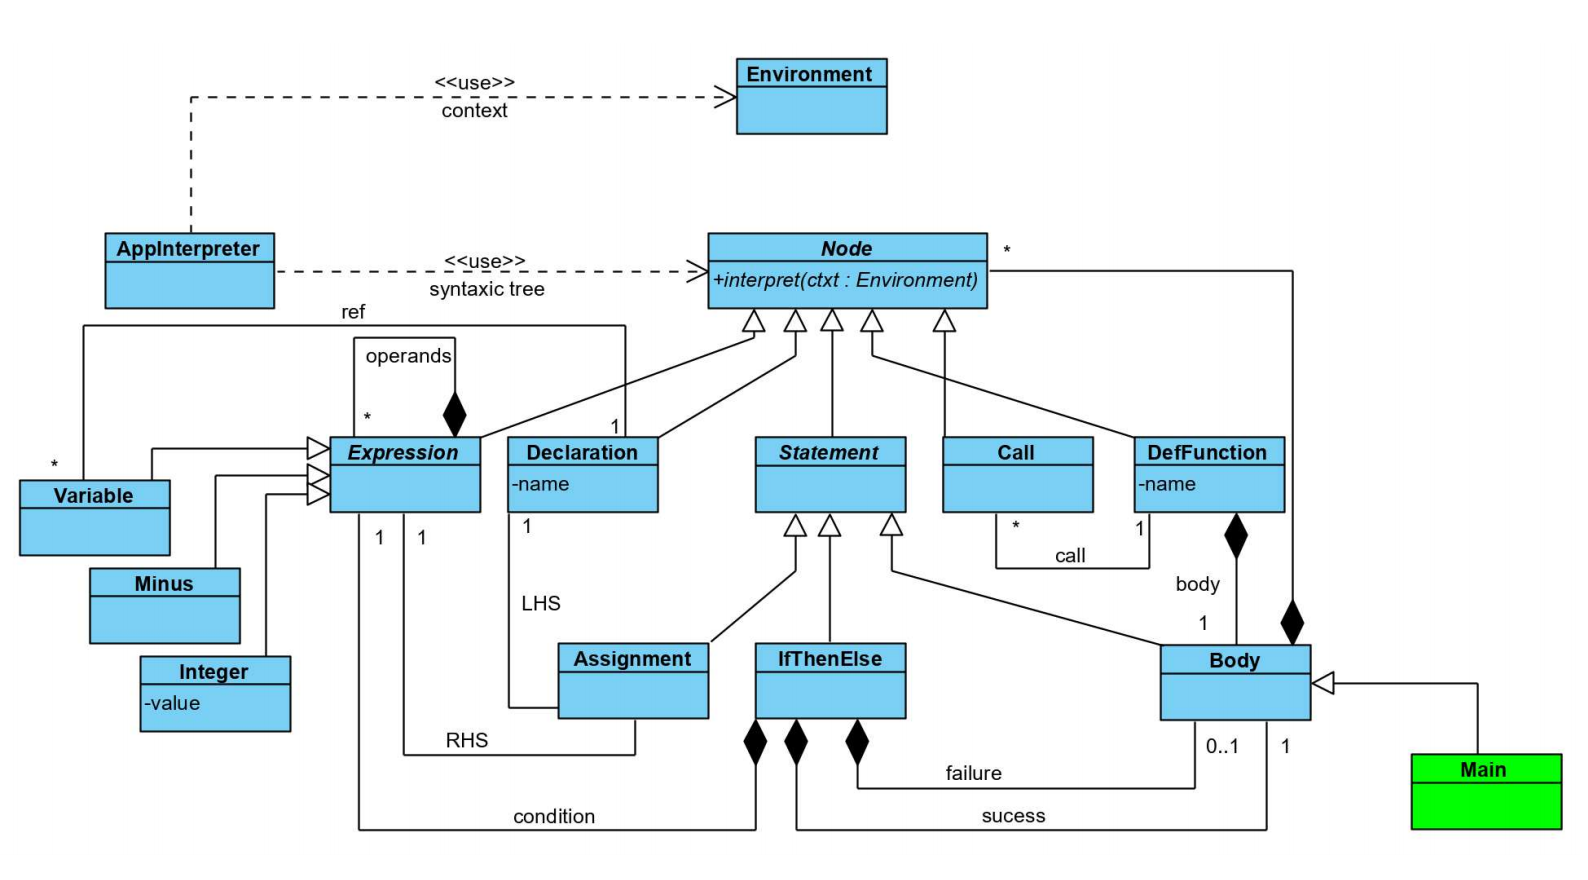 Environment
<<use>>
context
AppInterpreter
<<use>>
syntaxic tree
Node
+interpret(ctxt : Environment)
*
ref
operands
*
1
*
Variable
Expression
Declaration
-name
Statement
Call
DefFunction
-name
1
1
1
*
1
call
Minus
LHS
body
1
Integer
-value
Assignment
IfThenElse
Body
RHS
0..1
1
failure
Main
condition
sucess